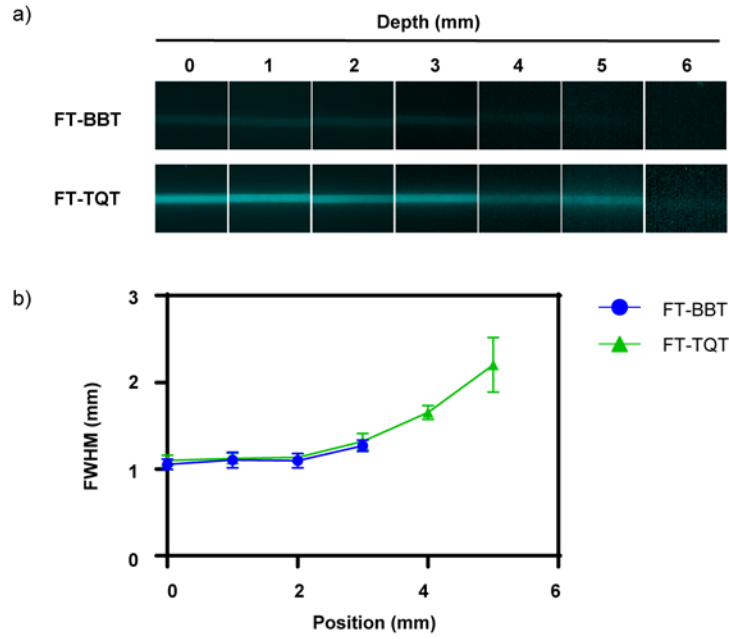 a)
Depth (mm)
0 1 2 3 4 5 6
FT-BBT
FT-TQT
b)
3
2
1
0
FWHM (mm)
0 2 4 6
Position (mm)
FT-BBT
FT-TQT